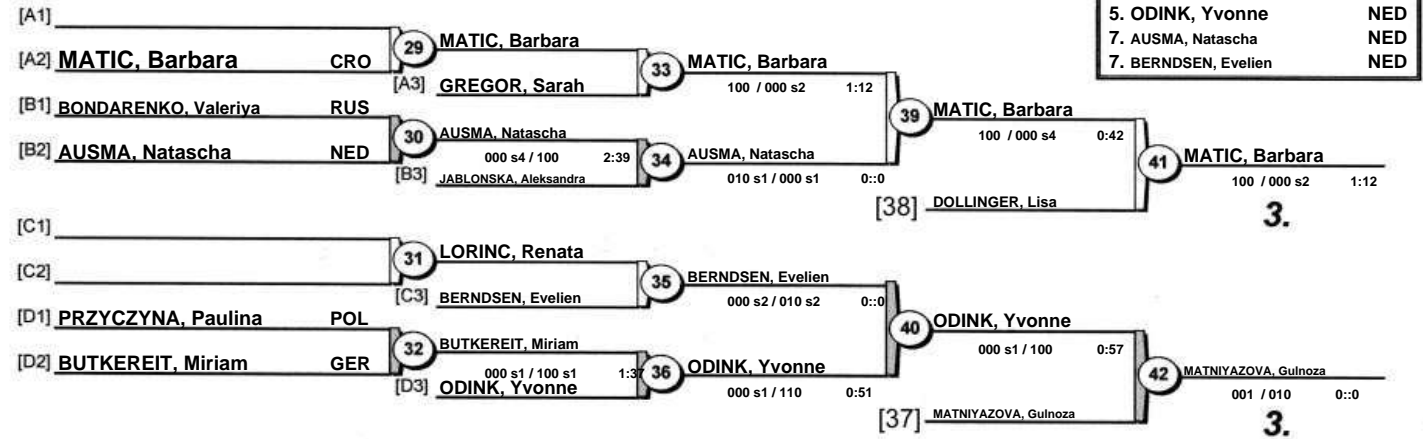 5. ODINK, Yvonne NED
7. AUSMA, Natascha NED
7. BERNDSEN, Evelien NED
[A1]
[A2] MATIC, Barbara CRO
29 MATIC, Barbara
[A3] GREGOR, Sarah
33 MATIC, Barbara
100 / 000 s2 1:12
[B1] BONDARENKO, Valeriya RUS
[B2] AUSMA, Natascha NED
30 AUSMA, Natascha
000 s4 / 100 2:39
[B3] JABLONSKA, Aleksandra
34 AUSMA, Natascha
010 s1 / 000 s1 0::0
39 MATIC, Barbara
100 / 000 s4 0:42
[38] DOLLINGER, Lisa
41 MATIC, Barbara
100 / 000 s2 1:12
3.
[C1]
[C2]
31 LORINC, Renata
[C3] BERNDSEN, Evelien
35 BERNDSEN, Evelien
000 s2 / 010 s2 0::0
[D1] PRZYCZYNA, Paulina POL
[D2] BUTKEREIT, Miriam GER
32 BUTKEREIT, Miriam
000 s1 / 100 s1 1:37
[D3] ODINK, Yvonne
36 ODINK, Yvonne
000 s1 / 110 0:51
40 ODINK, Yvonne
000 s1 / 100 0:57
[37] MATNIYAZOVA, Gulnoza
42 MATNIYAZOVA, Gulnoza
001 / 010 0::0
3.